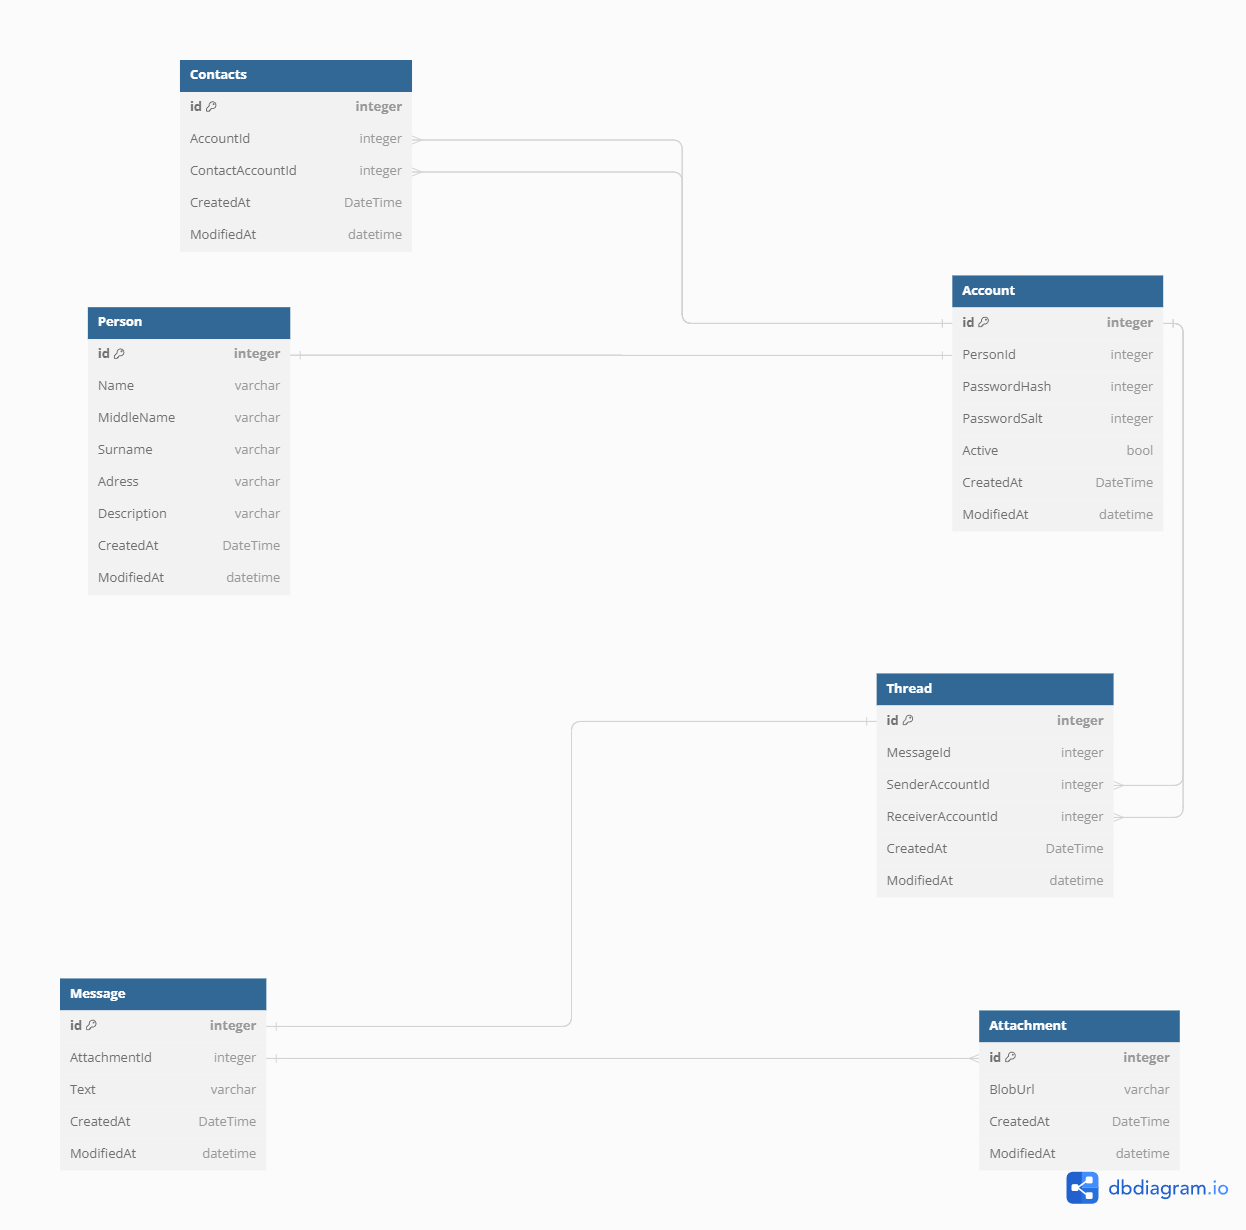 Contacts
id integer
AccountId integer
ContactAccountId integer
CreatedAt DateTime
ModifiedAt datetime
Account
id integer
PersonId integer
PasswordHash integer
PasswordSalt integer
Active bool
CreatedAt DateTime
ModifiedAt datetime
Person
id integer
Name varchar
MiddleName varchar
Surname varchar
Adress varchar
Description varchar
CreatedAt DateTime
ModifiedAt datetime
Thread
id integer
MessageId integer
SenderAccountId integer
ReceiverAccountId integer
CreatedAt DateTime
ModifiedAt datetime
Message
id integer
AttachmentId integer
Text varchar
CreatedAt DateTime
ModifiedAt datetime
Attachment
id integer
BlobUrl varchar
CreatedAt DateTime
ModifiedAt datetime
dbdiagram.io